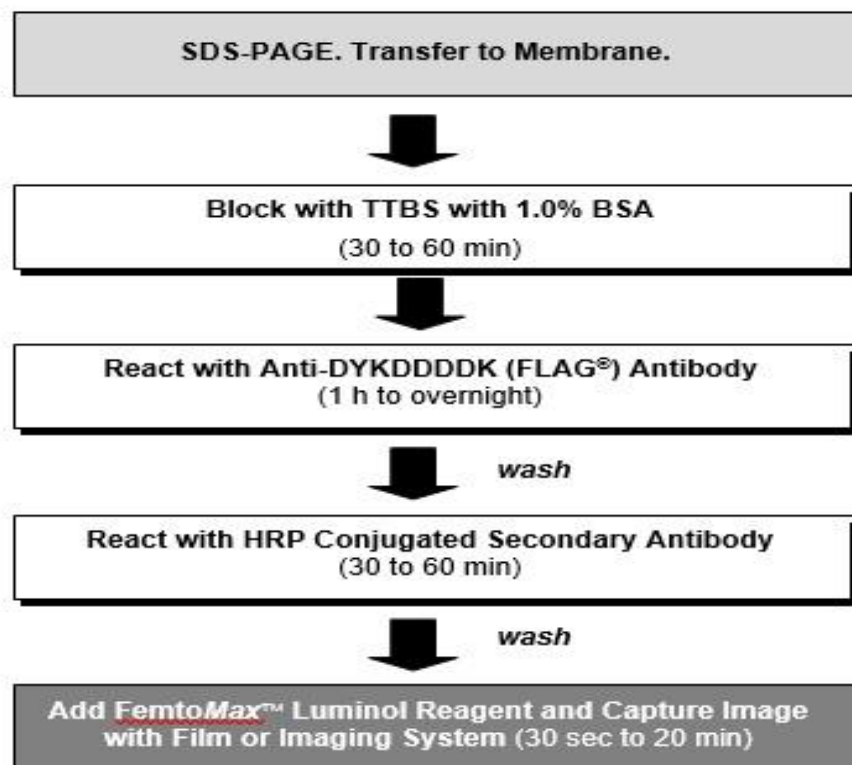 SDS-PAGE. Transfer to Membrane.
Block with TTBS with 1.0% BSA
(30 to 60 min)
React with Anti-DYKDDDDK (FLAG®) Antibody
(1 h to overnight)
wash
React with HRP Conjugated Secondary Antibody
(30 to 60 min)
wash
Add FemtoMax™ Luminol Reagent and Capture Image
with Film or Imaging System (30 sec to 20 min)